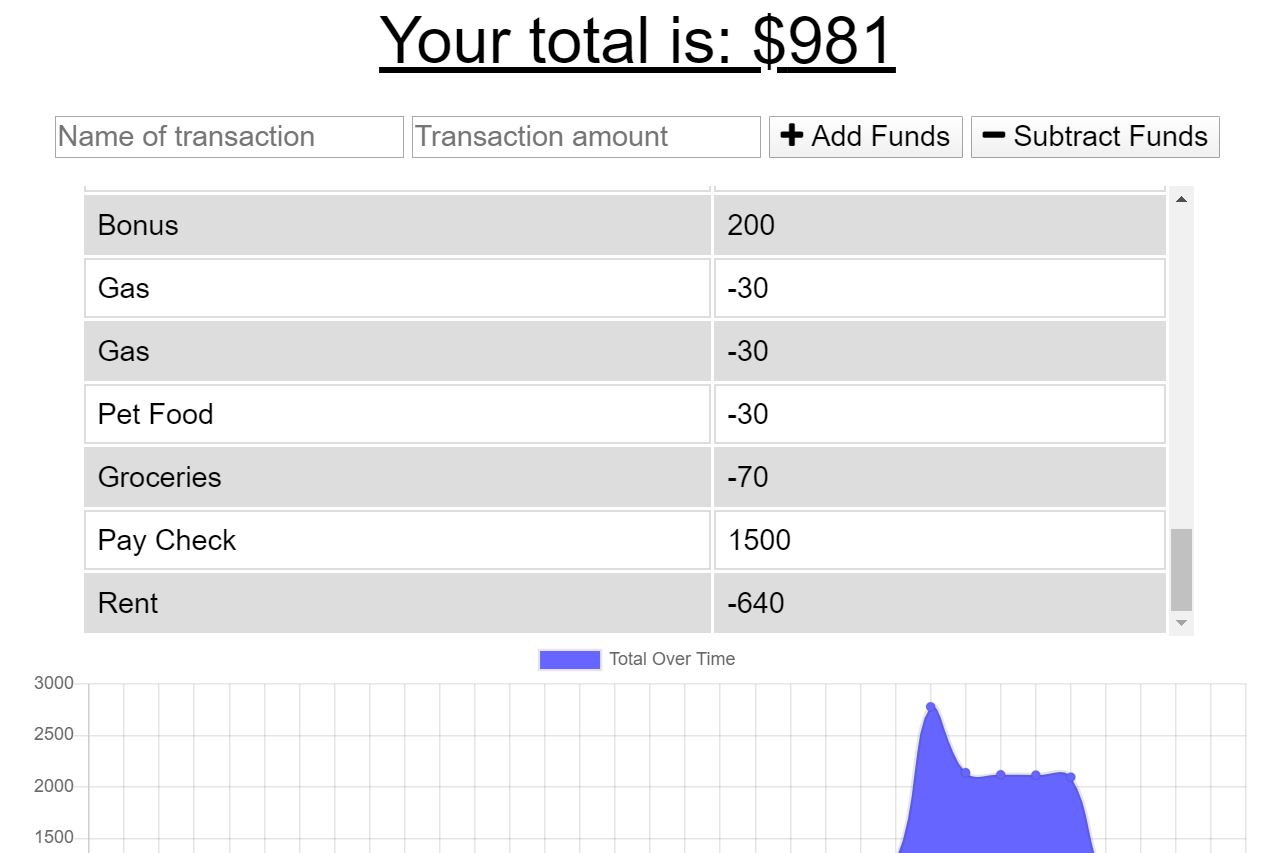 Your total is: $981
Name of transaction Transaction amount Add Funds Subtract Funds
Bonus 200
Gas -30
Gas -30
Pet Food -30
Groceries -70
Pay Check 1500
Rent -640
Total Over Time
3000
2500
2000
1500